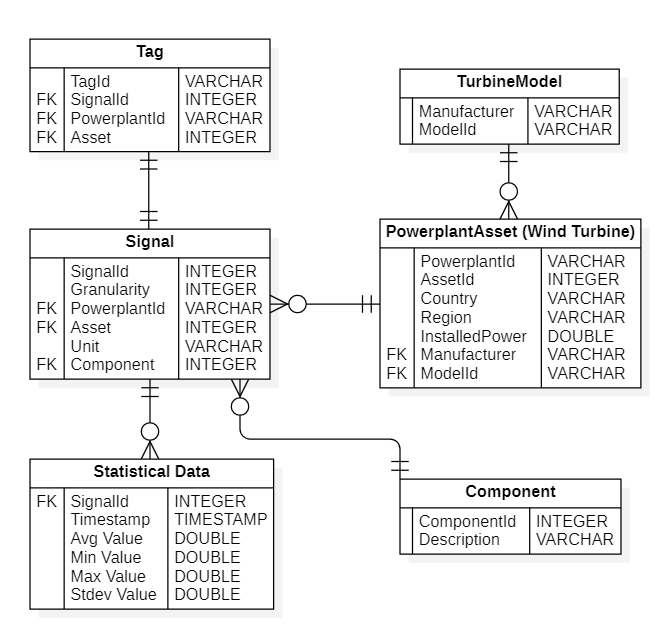 Tag
TagId VARCHAR
FK SignalId INTEGER
FK PowerplantId VARCHAR
FK Asset INTEGER
TurbineModel
Manufacturer VARCHAR
ModelId VARCHAR
Signal
SignalId INTEGER
Granularity INTEGER
FK PowerplantId VARCHAR
FK Asset INTEGER
Unit VARCHAR
FK Component INTEGER
PowerplantAsset (Wind Turbine)
PowerplantId VARCHAR
AssetId INTEGER
Country VARCHAR
Region VARCHAR
InstalledPower DOUBLE
FK Manufacturer VARCHAR
FK ModelId VARCHAR
Statistical Data
FK SignalId INTEGER
Timestamp TIMESTAMP
Avg Value DOUBLE
Min Value DOUBLE
Max Value DOUBLE
Stdev Value DOUBLE
Component
ComponentId INTEGER
Description VARCHAR